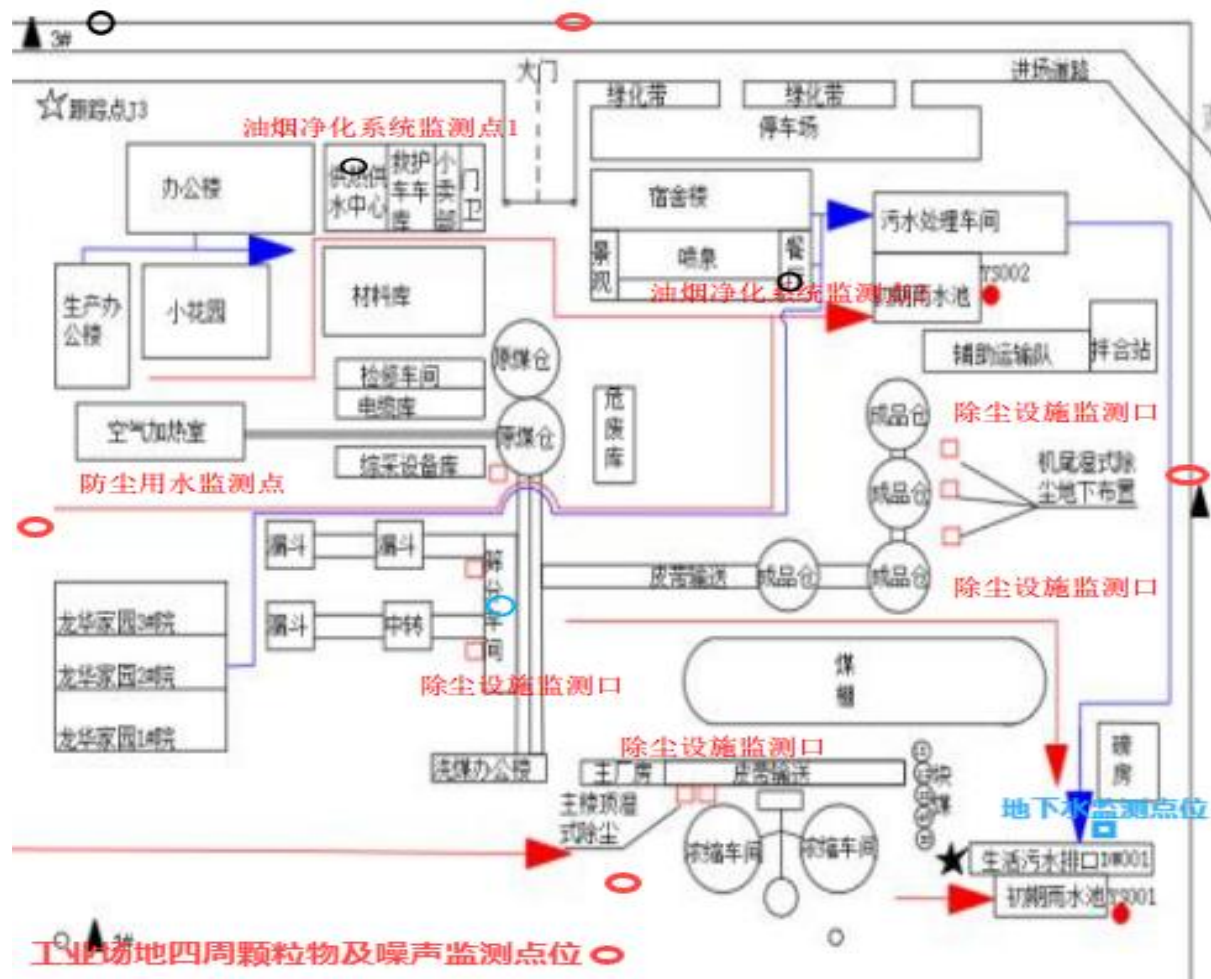 3#
大门
进场道路
跟踪点J3
绿化带
绿化带
油烟净化系统监测点1
停车场
办公楼
供热供
水中心
救护
车车
库
小
卖
部
门
卫
宿舍楼
污水处理车间
景
观
喷泉
餐
YS002
生产办
公楼
小花园
材料库
油烟净化系统监测点
初期雨水池
辅助运输队
拌合站
原煤仓
检修车间
电缆库
危
废
库
成品仓
除尘设施监测口
空气加热室
原煤仓
综采设备库
机尾湿式除
尘地下布置
防尘用水监测点
成品仓
漏斗
漏斗
除
尘
车
间
皮带输送
成品仓
成品仓
除尘设施监测口
龙华家园3#院
漏斗
中转
龙华家园2#院
煤
棚
除尘设施监测口
龙华家园1#院
除尘设施监测口
磅
房
洗煤办公楼
主厂房
皮带输送
块
煤
主楼顶湿
式除尘
地下水监测点位
浓缩车间
浓缩车间
生活污水排口DW001
初期雨水池YS001
工业场地四周颗粒物及噪声监测点位